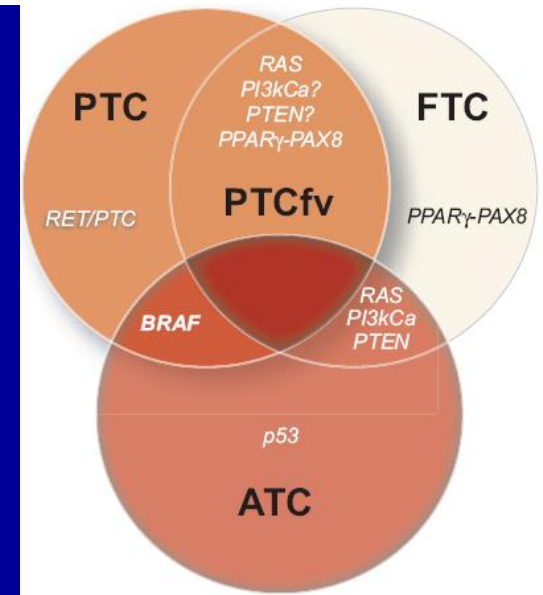 PTC
RET/PTC
RAS
PI3kCa?
PTEN?
PPARγ-PAX8
PTCfv
FTC
PPARγ-PAX8
BRAF
RAS
PI3kCa
PTEN
p53
ATC